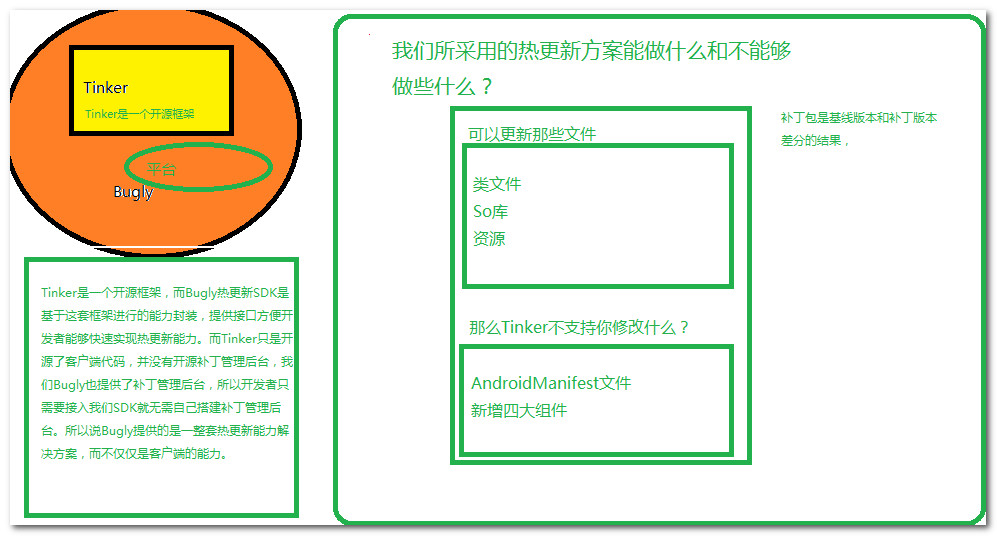 Tinker
Tinker是一个开源框架
平台
Bugly
Tinker是一个开源框架，而Bugly热更新SDK是
基于这套框架进行的能力封装，提供接口方便开
发者能够快速实现热更新能力。而Tinker只是开
源了客户端代码，并没有开源补丁管理后台，我
们Bugly也提供了补丁管理后台，所以开发者只
需要接入我们SDK就无需自己搭建补丁管理后
台。所以说Bugly提供的是一整套热更新能力解
决方案，而不仅仅是客户端的能力。
我们所采用的热更新方案能做什么和不能够
做些什么？
可以更新那些文件
类文件
So库
资源
那么Tinker不支持你修改什么？
AndroidManifest文件
新增四大组件
补丁包是基线版本和补丁版本
差分的结果，